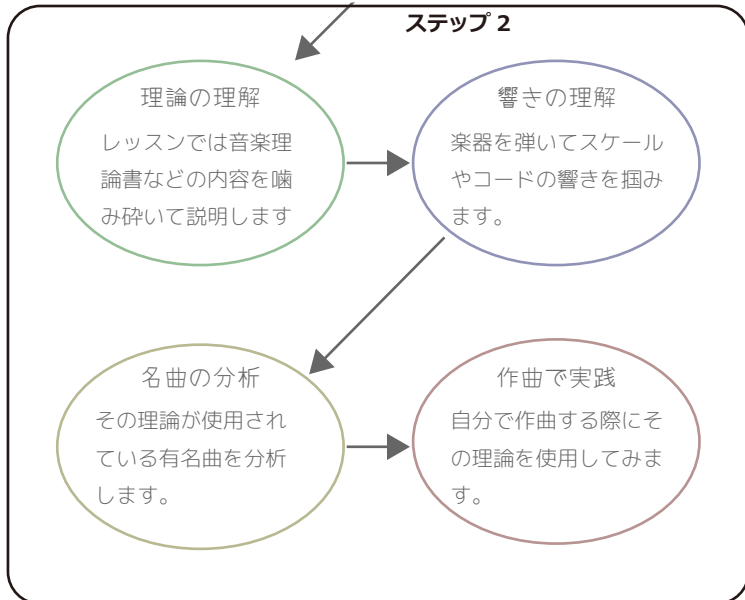 ステップ 2
理論の理解
レッスンでは音楽理
論書などの内容を噛
み砕いて説明します
響きの理解
楽器を弾いてスケール
やコードの響きを掴み
ます。
名曲の分析
その理論が使用され
ている有名曲を分析
します。
作曲で実践
自分で作曲する際にそ
の理論を使用してみま
す。